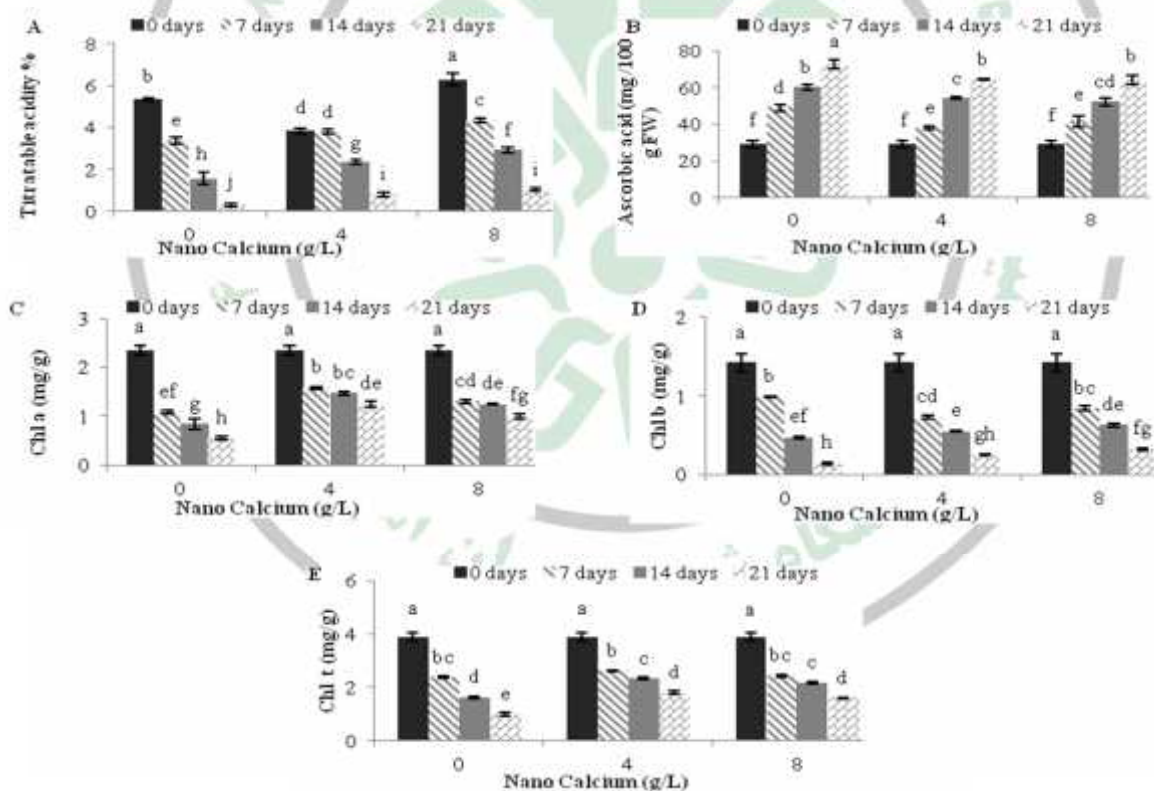 A ■0 days 7 days 14 days 21 days
Titratable acidity %
8
6
4
2
0
b e h j
d d g i
a c f i
0 4 8
Nano Calcium (g/L)
B ■0 days 7 days 14 days 21 days
Ascorbic acid (mg/100
gFW)
80
60
40
20
0
f d b a
f e c b
f e cd b
0 4 8
Nano Calcium (g/L)
C ■0 days 7 days 14 days 21 days
Chl a (mg/g)
3
2
1
0
a ef g h
a b bc de
a cd de fg
0 4 8
Nano Calcium (g/L)
D ■0 days 7 days 14 days 21 days
Chl b (mg/g)
2
1
0
a b ef h
a cd e gh
a bc de fg
0 4 8
Nano Calcium (g/L)
E ■0 days 7 days 14 days 21 days
Chl t (mg/g)
6
4
2
0
a bc d e
a b c d
a bc c d
0 4 8
Nano Calcium (g/L)